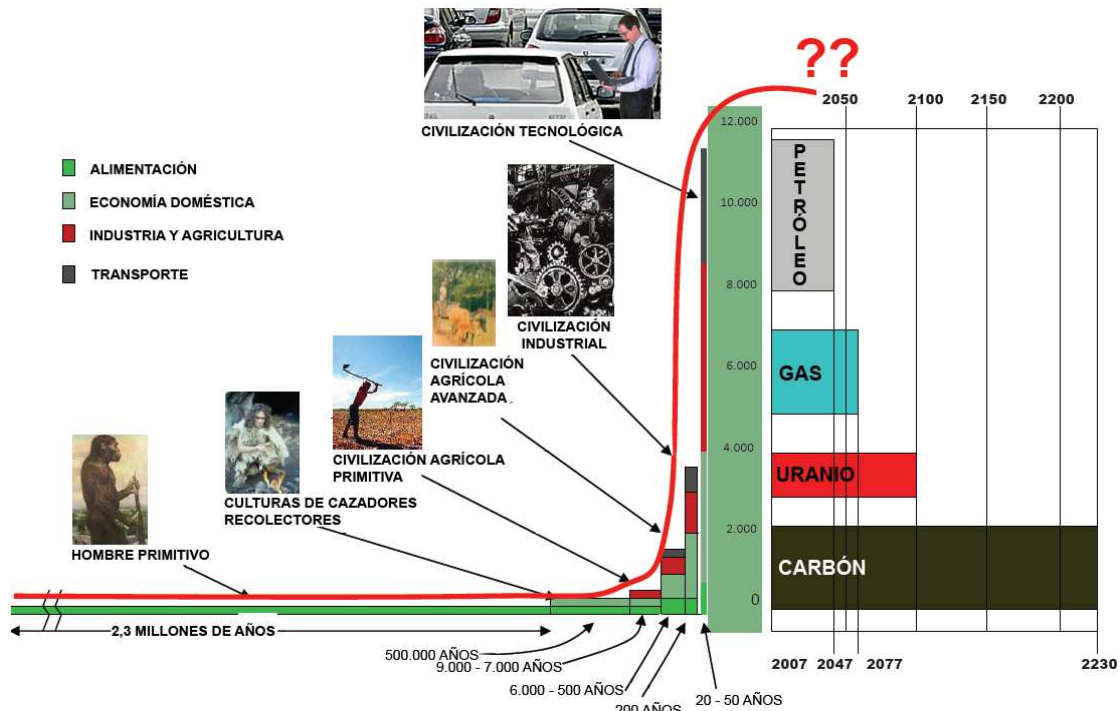 ??
2050
2100
2150
2200
CIVILIZACIÓN TECNOLÓGICA
12.000
10.000
8.000
6.000
4.000
2.000
0
ALIMENTACIÓN
ECONOMÍA DOMÉSTICA
INDUSTRIA Y AGRICULTURA
TRANSPORTE
CIVILIZACIÓN
INDUSTRIAL
CIVILIZACIÓN
AGRÍCOLA
AVANZADA
CIVILIZACIÓN AGRÍCOLA
PRIMITIVA
CULTURAS DE CAZADORES
RECOLECTORES
HOMBRE PRIMITIVO
2,3 MILLONES DE AÑOS
500.000 AÑOS
9.000 - 7.000 AÑOS
6.000 - 500 AÑOS
200 AÑOS
20 - 50 AÑOS
PETRÓLEO
GAS
URANIO
CARBÓN
2007
2047
2077
2230